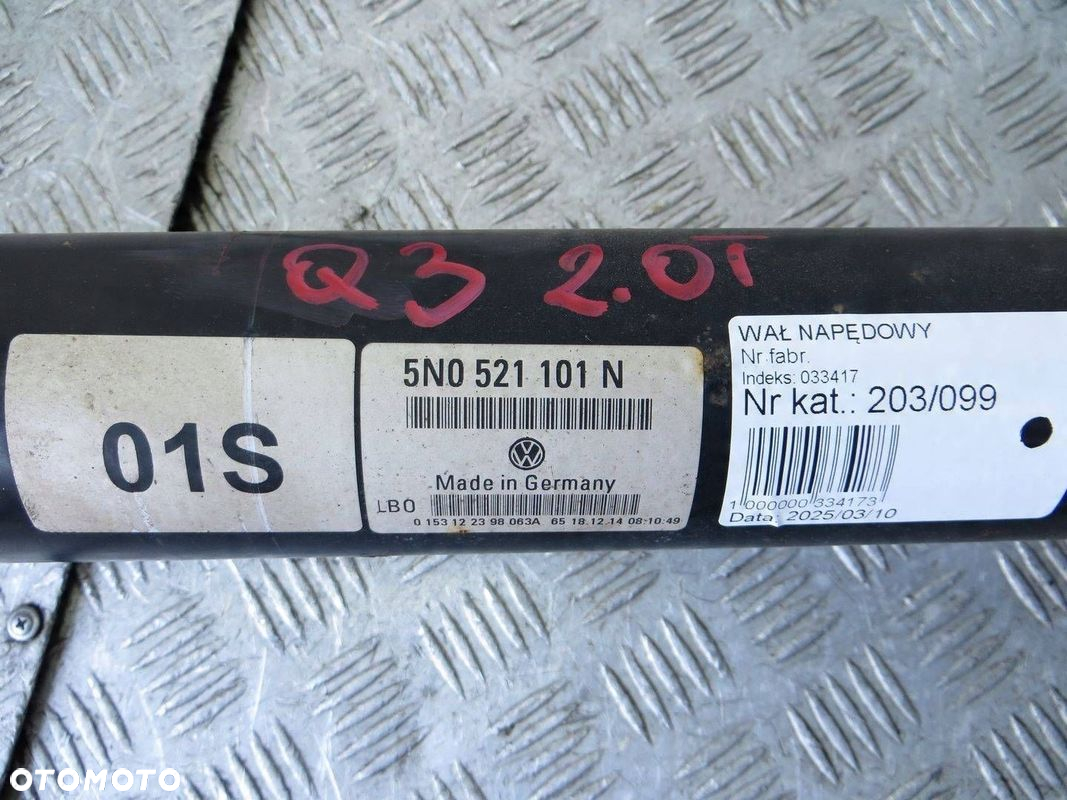 Q3 2.0T
01S
5N0 521 101 N
VW
Made in Germany
LB0
0 153 12 23 98 063A 65 18.12.14 08:10:49
WAŁ NAPĘDOWY
Nr fabr.
Indeks: 033417
Nr kat.: 203/099
1 000000 334173
Data: 2025/03/10
OTOMOTO